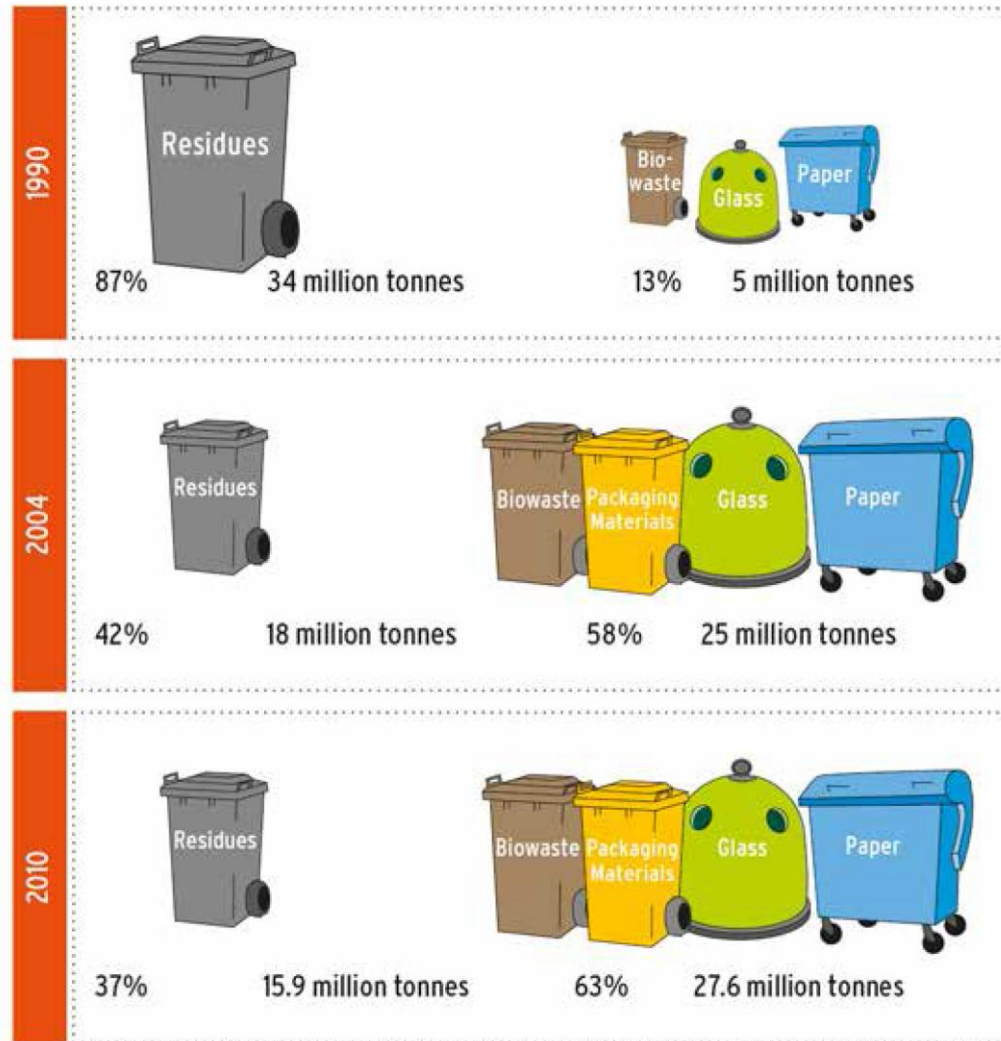 1990
Residues
Bio-
waste
Glass
Paper
87%
34 million tonnes
13%
5 million tonnes
2004
Residues
Biowaste
Packaging
Materials
Glass
Paper
42%
18 million tonnes
58%
25 million tonnes
2010
Residues
Biowaste
Packaging
Materials
Glass
Paper
37%
15.9 million tonnes
63%
27.6 million tonnes